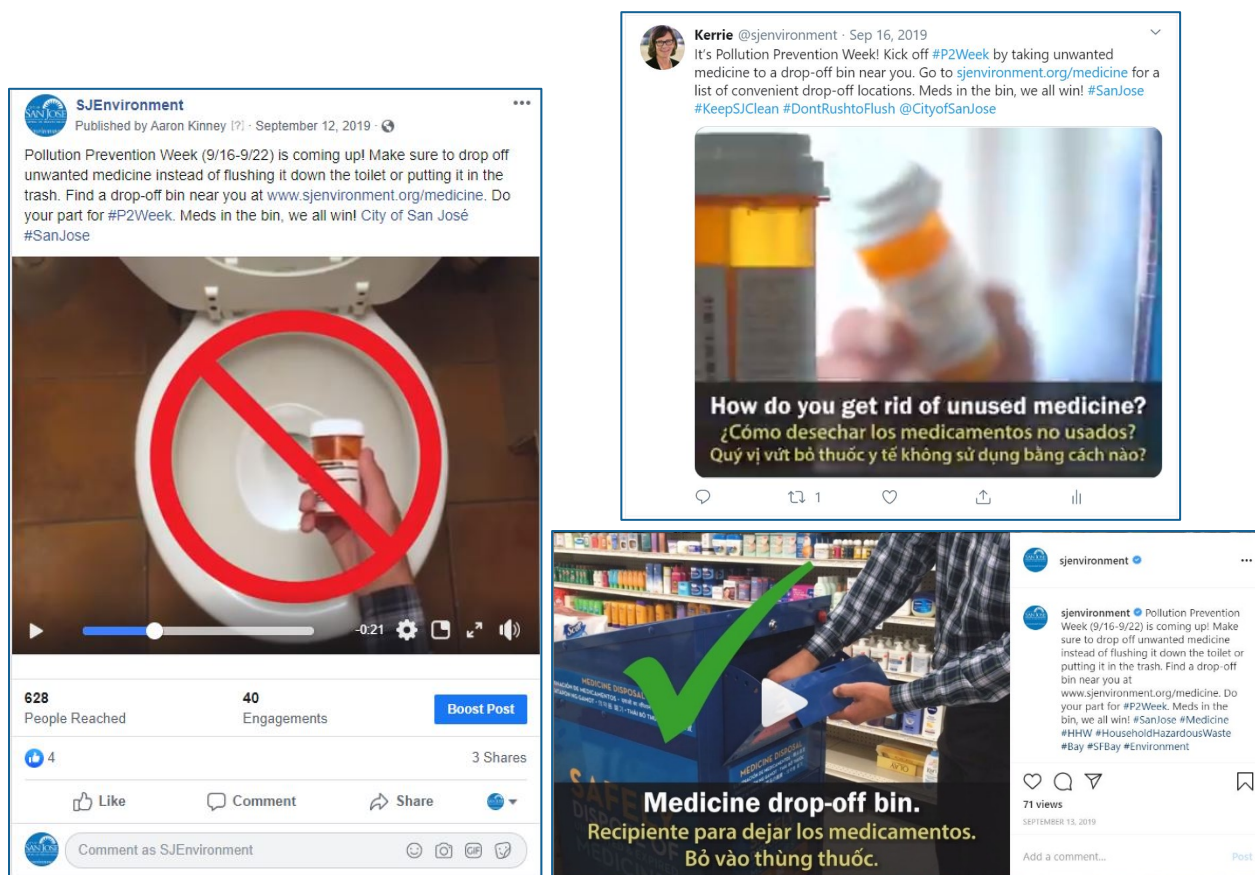 SAN JOSE
SJEnvironment
Published by Aaron Kinney [?] · September 12, 2019 ·
Pollution Prevention Week (9/16-9/22) is coming up! Make sure to drop off
unwanted medicine instead of flushing it down the toilet or putting it in the
trash. Find a drop-off bin near you at www.sjenvironment.org/medicine. Do
your part for #P2Week. Meds in the bin, we all win! City of San José
#SanJose
-0:21
628
People Reached
40
Engagements
Boost Post
4
3 Shares
Like
Comment
Share
SAN JOSE
Comment as SJEnvironment
GIF
Kerrie @sjenvironment · Sep 16, 2019
It's Pollution Prevention Week! Kick off #P2Week by taking unwanted
medicine to a drop-off bin near you. Go to sjenvironment.org/medicine for a
list of convenient drop-off locations. Meds in the bin, we all win! #SanJose
#KeepSJClean #DontRushtoFlush @CityofSanJose
How do you get rid of unused medicine?
¿Cómo desechar los medicamentos no usados?
Quý vị vứt bỏ thuốc y tế không sử dụng bằng cách nào?
1
MEDICINE DISPOSAL
MEDICINE DISPOSAL
SAFELY
DISPOSE OF
MEDICINE
OLAY
Medicine drop-off bin.
Recipiente para dejar los medicamentos.
Bỏ vào thùng thuốc.
sjenvironment
sjenvironment Pollution Prevention
Week (9/16-9/22) is coming up! Make
sure to drop off unwanted medicine
instead of flushing it down the toilet or
putting it in the trash. Find a drop-off
bin near you at
www.sjenvironment.org/medicine. Do
your part for #P2Week. Meds in the
bin, we all win! #SanJose #Medicine
#HHW #HouseholdHazardousWaste
#Bay #SFBay #Environment
71 views
SEPTEMBER 13, 2019
Add a comment...
Post